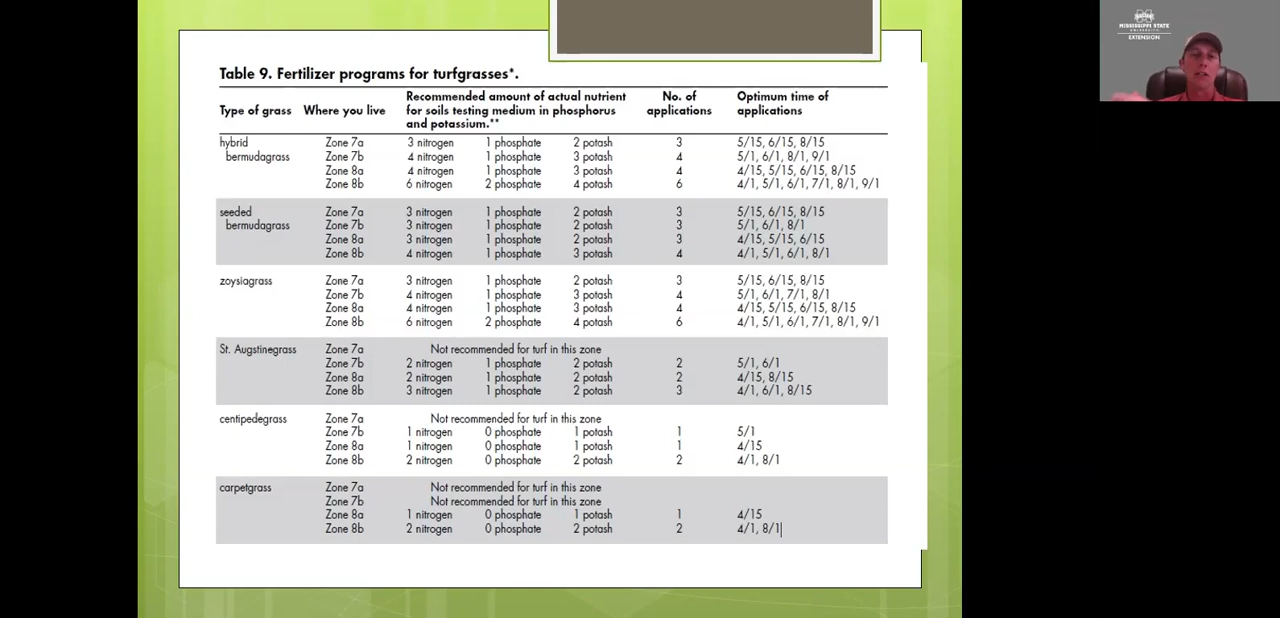 Table 9. Fertilizer programs for turfgrasses*.
Type of grass Where you live Recommended amount of actual nutrient for soils testing medium in phosphorus and potassium.** No. of applications Optimum time of applications
hybrid bermudagrass Zone 7a 3 nitrogen 1 phosphate 2 potash 3 5/15, 6/15, 8/15
Zone 7b 4 nitrogen 1 phosphate 3 potash 4 5/1, 6/1, 8/1, 9/1
Zone 8a 4 nitrogen 1 phosphate 3 potash 4 4/15, 5/15, 6/15, 8/15
Zone 8b 6 nitrogen 2 phosphate 4 potash 6 4/1, 5/1, 6/1, 7/1, 8/1, 9/1
seeded bermudagrass Zone 7a 3 nitrogen 1 phosphate 2 potash 3 5/15, 6/15, 8/15
Zone 7b 3 nitrogen 1 phosphate 2 potash 3 5/1, 6/1, 8/1
Zone 8a 3 nitrogen 1 phosphate 2 potash 3 4/15, 5/15, 6/15
Zone 8b 4 nitrogen 1 phosphate 3 potash 4 4/1, 5/1, 6/1, 8/1
zoysiagrass Zone 7a 3 nitrogen 1 phosphate 2 potash 3 5/15, 6/15, 8/15
Zone 7b 4 nitrogen 1 phosphate 3 potash 4 5/1, 6/1, 7/1, 8/1
Zone 8a 4 nitrogen 1 phosphate 3 potash 4 4/15, 5/15, 6/15, 8/15
Zone 8b 6 nitrogen 2 phosphate 4 potash 6 4/1, 5/1, 6/1, 7/1, 8/1, 9/1
St. Augstinegrass Zone 7a Not recommended for turf in this zone
Zone 7b 2 nitrogen 1 phosphate 2 potash 2 5/1, 6/1
Zone 8a 2 nitrogen 1 phosphate 2 potash 2 4/15, 8/15
Zone 8b 3 nitrogen 1 phosphate 2 potash 3 4/1, 6/1, 8/15
centipedegrass Zone 7a Not recommended for turf in this zone
Zone 7b 1 nitrogen 0 phosphate 1 potash 1 5/1
Zone 8a 1 nitrogen 0 phosphate 1 potash 1 4/15
Zone 8b 2 nitrogen 0 phosphate 2 potash 2 4/1, 8/1
carpetgrass Zone 7a Not recommended for turf in this zone
Zone 7b Not recommended for turf in this zone
Zone 8a 1 nitrogen 0 phosphate 1 potash 1 4/15
Zone 8b 2 nitrogen 0 phosphate 2 potash 2 4/1, 8/1
MISSISSIPPI STATE
UNIVERSITY
EXTENSION